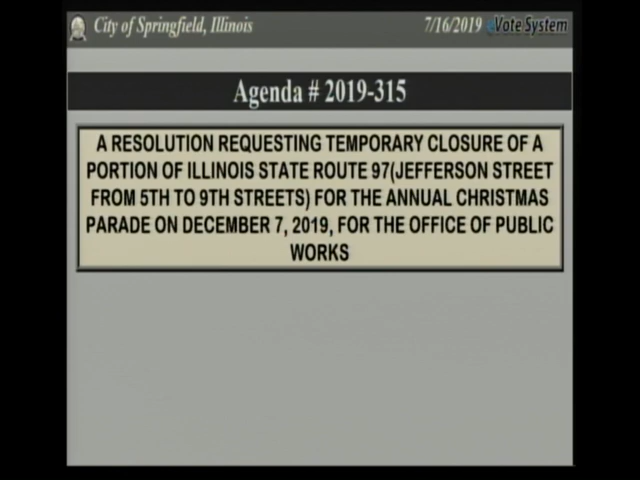 City of Springfield, Illinois 7/16/2019 eVote System
Agenda # 2019-315
A RESOLUTION REQUESTING TEMPORARY CLOSURE OF A
PORTION OF ILLINOIS STATE ROUTE 97(JEFFERSON STREET
FROM 5TH TO 9TH STREETS) FOR THE ANNUAL CHRISTMAS
PARADE ON DECEMBER 7, 2019, FOR THE OFFICE OF PUBLIC
WORKS